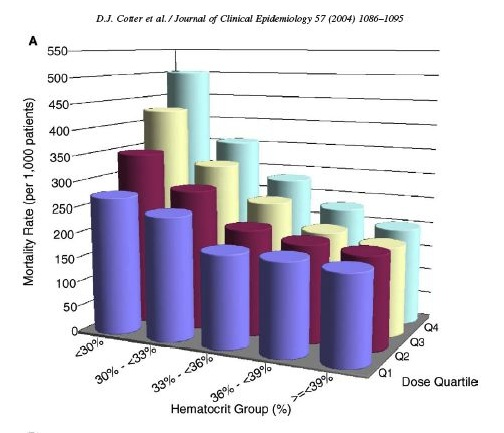 D.J. Cotter et al. / Journal of Clinical Epidemiology 57 (2004) 1086–1095
A
550
500
450
400
350
300
250
200
150
100
50
0
Mortality Rate (per 1,000 patients)
<30%
30% - <33%
33% - <36%
36% - <39%
>=<39%
Hematocrit Group (%)
Q1
Q2
Q3
Q4
Dose Quartile